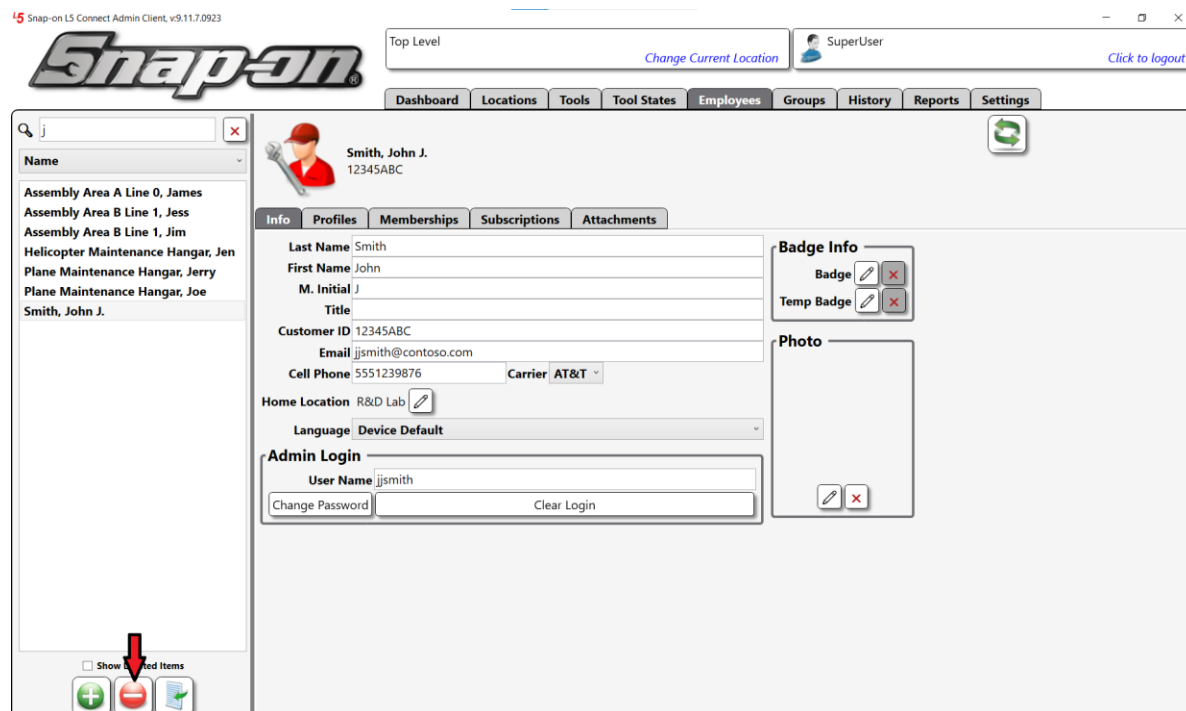 L5 Snap-on L5 Connect Admin Client, v:9.11.7.0923
Snap-on®
Top Level
Change Current Location
SuperUser
Click to logout
Dashboard Locations Tools Tool States Employees Groups History Reports Settings
j
Name
Assembly Area A Line 0, James
Assembly Area B Line 1, Jess
Assembly Area B Line 1, Jim
Helicopter Maintenance Hangar, Jen
Plane Maintenance Hangar, Jerry
Plane Maintenance Hangar, Joe
Smith, John J.
Show ted Items
Smith, John J.
12345ABC
Info Profiles Memberships Subscriptions Attachments
Last Name Smith
First Name John
M. Initial J
Title
Customer ID 12345ABC
Email jjsmith@contoso.com
Cell Phone 5551239876 Carrier AT&T
Home Location R&D Lab
Language Device Default
Admin Login
User Name jjsmith
Change Password Clear Login
Badge Info
Badge
Temp Badge
Photo